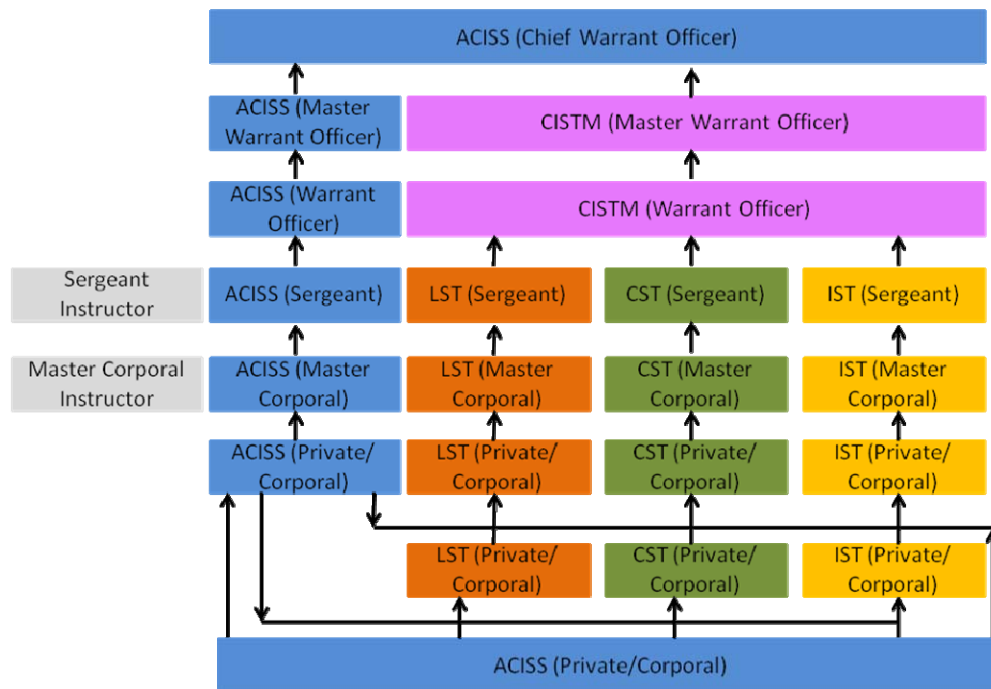 ACISS (Chief Warrant Officer)
ACISS (Master
Warrant Officer)
CISTM (Master Warrant Officer)
ACISS (Warrant
Officer)
CISTM (Warrant Officer)
Sergeant
Instructor
ACISS (Sergeant)
LST (Sergeant)
CST (Sergeant)
IST (Sergeant)
Master Corporal
Instructor
ACISS (Master
Corporal)
LST (Master
Corporal)
CST (Master
Corporal)
IST (Master
Corporal)
ACISS (Private/
Corporal)
LST (Private/
Corporal)
CST (Private/
Corporal)
IST (Private/
Corporal)
LST (Private/
Corporal)
CST (Private/
Corporal)
IST (Private/
Corporal)
ACISS (Private/Corporal)